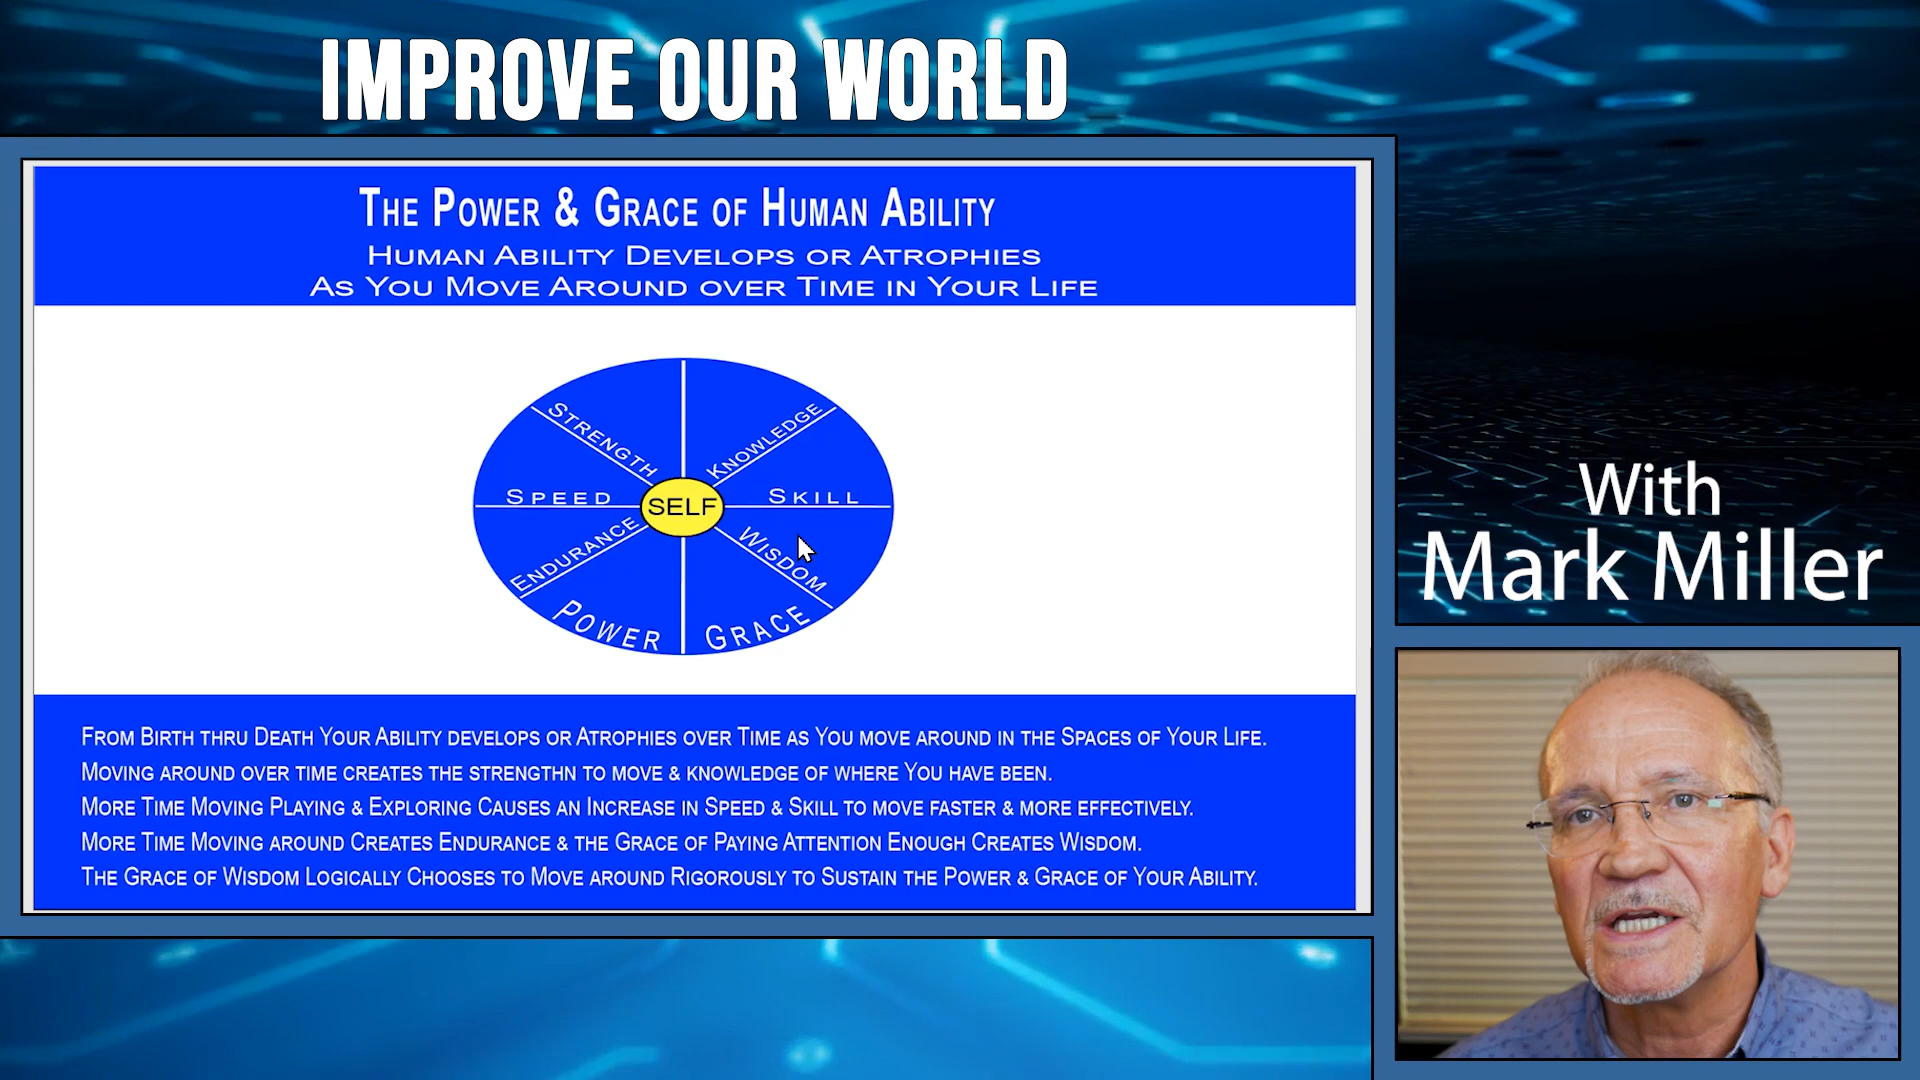 IMPROVE OUR WORLD
The Power & Grace of Human Ability
Human Ability Develops or Atrophies
As You Move Around over Time in Your Life
Strength
Knowledge
Speed
SELF
Skill
Endurance
Wisdom
Power
Grace
From Birth thru Death Your Ability develops or Atrophies over Time as You move around in the Spaces of Your Life.
Moving around over time creates the strengthn to move & knowledge of where You have been.
More Time Moving Playing & Exploring Causes an Increase in Speed & Skill to move faster & more effectively.
More Time Moving around Creates Endurance & the Grace of Paying Attention Enough Creates Wisdom.
The Grace of Wisdom Logically Chooses to Move around Rigorously to Sustain the Power & Grace of Your Ability.
With
Mark Miller